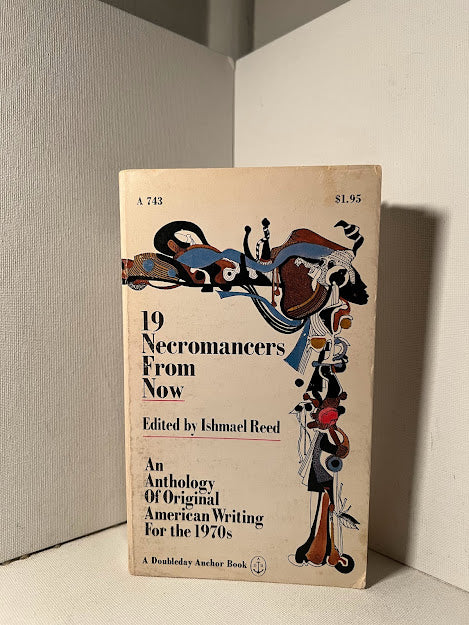 A 743
$1.95
19
Necromancers
From
Now
Edited by Ishmael Reed
An
Anthology
Of Original
American Writing
For the 1970s
A Doubleday Anchor Book